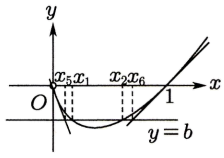 y
x₅ x₁ x₂ x₆ x
O 1
y = b